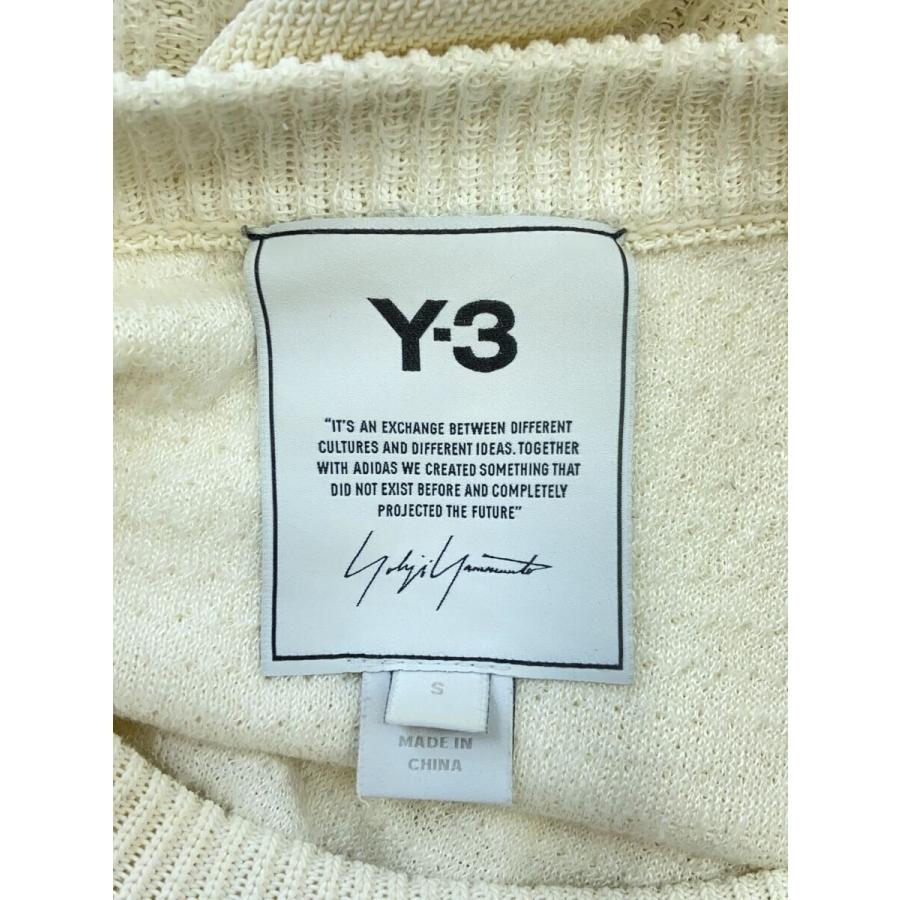 Y-3
“IT'S AN EXCHANGE BETWEEN DIFFERENT
CULTURES AND DIFFERENT IDEAS. TOGETHER
WITH ADIDAS WE CREATED SOMETHING THAT
DID NOT EXIST BEFORE AND COMPLETELY
PROJECTED THE FUTURE”
Yohji Yamamoto
S
MADE IN
CHINA